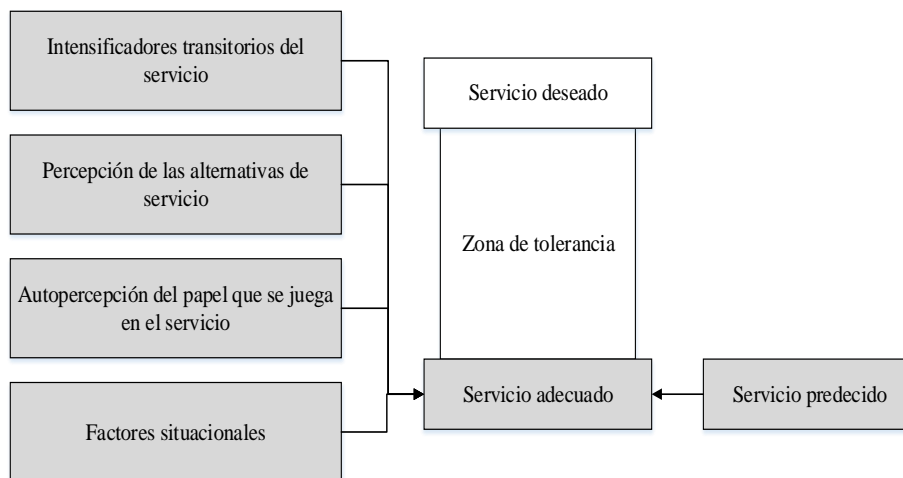 Intensificadores transitorios del
servicio
Percepción de las alternativas de
servicio
Autopercepción del papel que se juega
en el servicio
Factores situacionales
Servicio deseado
Zona de tolerancia
Servicio adecuado
Servicio predecido